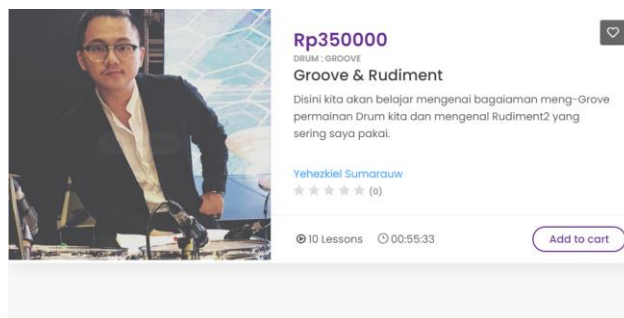 Rp350000
DRUM : GROOVE
Groove & Rudiment
Disini kita akan belajar mengenai bagaiaman meng-Grove
permainan Drum kita dan mengenal Rudiment2 yang
sering saya pakai.
Yehezkiel Sumarauw
(0)
10 Lessons 00:55:33 Add to cart